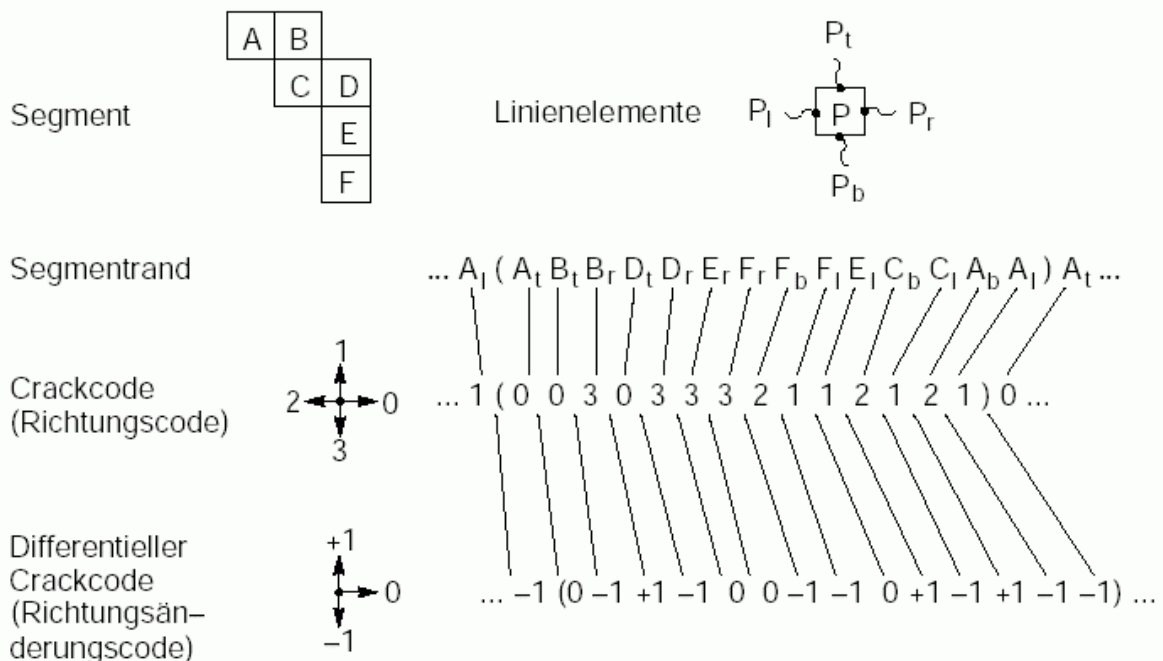 A B
C D
Segment
E
F
Linienelemente
Pt
Pl P Pr
Pb
Segmentrand
... Al ( At Bt Br Dt Dr Er Fr Fb Fl El Cb Cl Ab Al ) At ...
Crackcode
(Richtungscode)
1
2 0
3
... 1 ( 0 0 3 0 3 3 3 2 1 1 2 1 2 1 ) 0 ...
Differentieller
Crackcode
(Richtungsän–
derungscode)
+1
0
–1
... –1 (0 –1 +1 –1 0 0 –1 –1 0 +1 –1 +1 –1 –1) ...